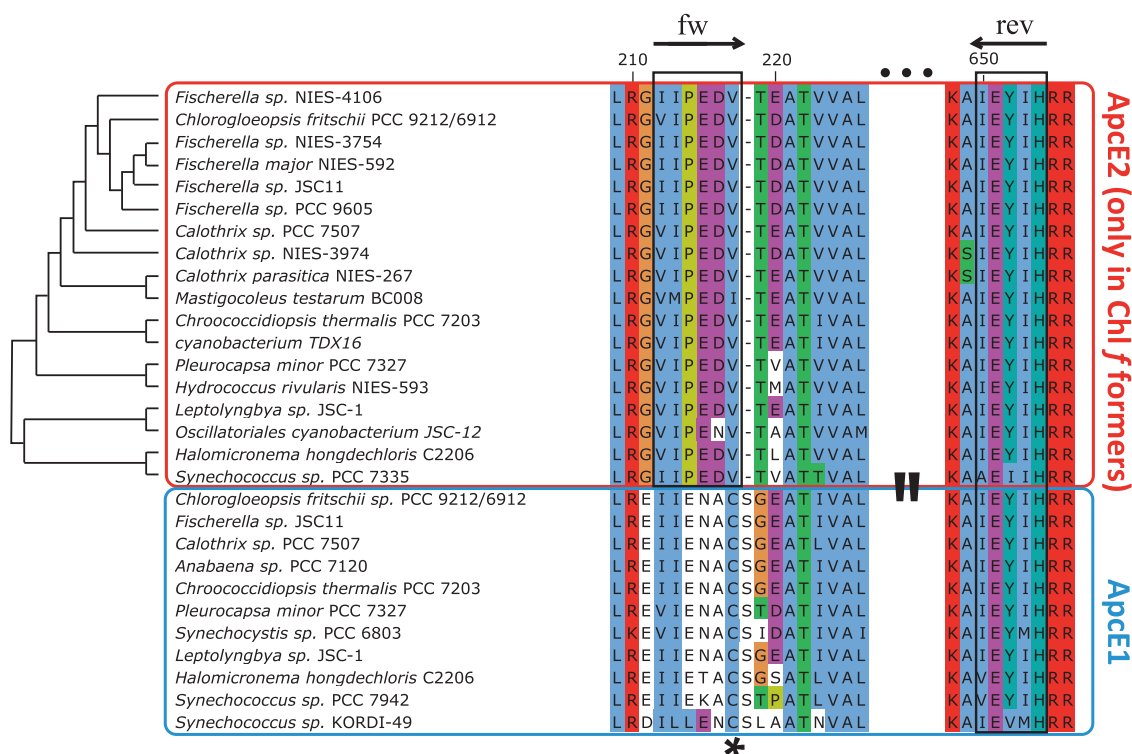 fw rev
210 220 ••• 650
Fischerella sp. NIES-4106 LRGIIPEDV-TEATVVAL KAIEYIHRR
Chlorogloeopsis fritschii PCC 9212/6912 LRGVIPEDV-TDATVVAL KAIEYIHRR
Fischerella sp. NIES-3754 LRGIIPEDV-TDATVVAL KAIEYIHRR
Fischerella major NIES-592 LRGIIPEDV-TDATVVAL KAIEYIHRR
Fischerella sp. JSC11 LRGIIPEDV-TDATVVAL KAIEYIHRR
Fischerella sp. PCC 9605 LRGIIPEDV-TDATVVAL KAIEYIHRR
Calothrix sp. PCC 7507 LRGIIPEDV-TEATVVAL KAIEYIHRR
Calothrix sp. NIES-3974 LRGIIPEDV-TDATVVAL KSIEYIHRR
Calothrix parasitica NIES-267 LRGVIPEDV-TDATVVAL KSIEYIHRR
Mastigocoleus testarum BC008 LRGVMPEDI-TEATVVAL KAIEYIHRR
Chroococcidiopsis thermalis PCC 7203 LRGVIPEDV-TEATIVAL KAIEYIHRR
cyanobacterium TDX16 LRGVIPEDV-TEATIVAL KAIEYIHRR
Pleurocapsa minor PCC 7327 LRGVIPEDV-TVATIVAL KAIEYIHRR
Hydrococcus rivularis NIES-593 LRGVIPEDV-TMATVVAL KAIEYIHRR
Leptolyngbya sp. JSC-1 LRGVIPEDV-TEATIVAL KAIEYIHRR
Oscillatoriales cyanobacterium JSC-12 LRGVIPENV-TAATVVAM KAIEYIHRR
Halomicronema hongdechloris C2206 LRGVIPEDV-TLATVVAL KAIEYIHRR
Synechococcus sp. PCC 7335 LRGIIPEDV-TVATTVAL KAAEIIHRR
ApcE2 (only in Chl f formers)
"
Chlorogloeopsis fritschii sp. PCC 9212/6912 LREIIENACSGEATIVAL KAIEYIHRR
Fischerella sp. JSC11 LREIIENACSGEATIVAL KAIEYIHRR
Calothrix sp. PCC 7507 LREIIENACSGEATLVAL KAIEYIHRR
Anabaena sp. PCC 7120 LREIIENACSGEATIVAL KAIEYIHRR
Chroococcidiopsis thermalis PCC 7203 LREIIENACSGEATIVAL KAIEYIHRR
Pleurocapsa minor PCC 7327 LREVIENACSTDATIVAL KAIEYIHRR
Synechocystis sp. PCC 6803 LKEVIENACSIDATIVAI KAIEYMHRR
Leptolyngbya sp. JSC-1 LREIIENACSGEATIVAL KAIEYIHRR
Halomicronema hongdechloris C2206 LREIIETACSGSATLVAL KAVEYIHRR
Synechococcus sp. PCC 7942 LREIIEKACSTPATLVAL KAIEYIHRR
Synechococcus sp. KORDI-49 LRDILLENCSLAATNVAL KAIEVMHRR
ApcE1
*